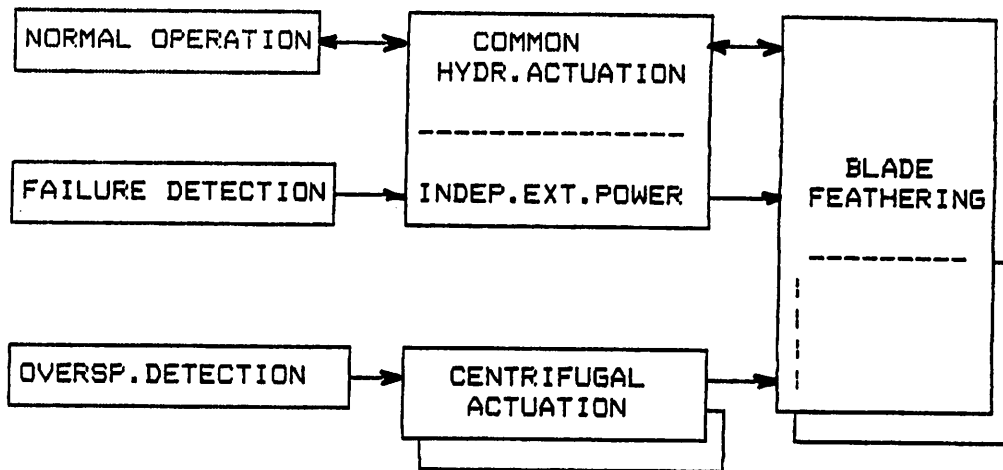 NORMAL OPERATION
COMMON
HYDR.ACTUATION
FAILURE DETECTION
INDEP.EXT.POWER
BLADE
FEATHERING
OVERSP.DETECTION
CENTRIFUGAL
ACTUATION